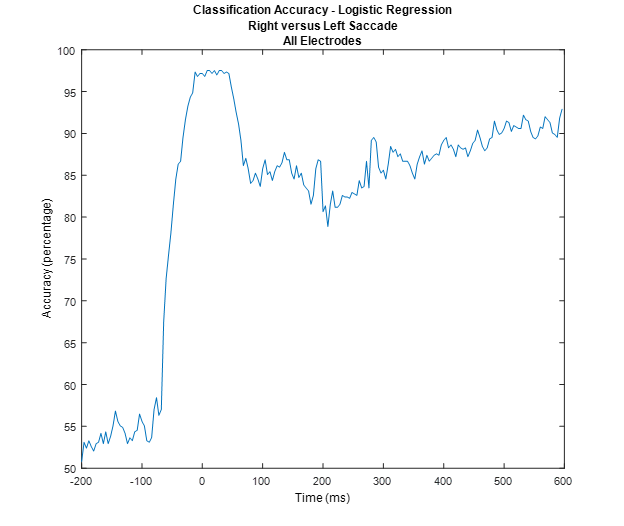 Classification Accuracy - Logistic Regression
Right versus Left Saccade
All Electrodes
Accuracy (percentage)
100
95
90
85
80
75
70
65
60
55
50
-200 -100 0 100 200 300 400 500 600
Time (ms)